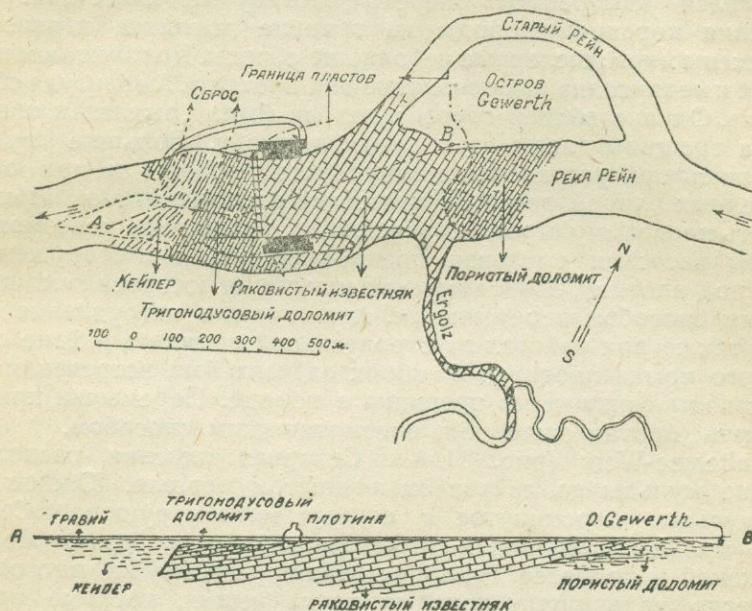 СТАРЫЙ РЕЙН
ГРАНИЦА ПЛАСТОВ
СБРОС
ОСТРОВ
Gewerth
B
РЕКА РЕЙН
A
КЕЙПЕР
РАКОВИСТЫЙ ИЗВЕСТНЯК
ПОРИСТЫЙ ДОЛОМИТ
ТРИГОНОДУСОВЫЙ ДОЛОМИТ
Ergolz
N
S
100 0 100 200 300 400 500 м.
ТРИГОНОДУСОВЫЙ
ДОЛОМИТ
ТРАВИЙ
ПЛОТИНА
O. Gewerth
A
B
КЕЙПЕР
ПОРИСТЫЙ ДОЛОМИТ
РАКОВИСТЫЙ ИЗВЕСТНЯК